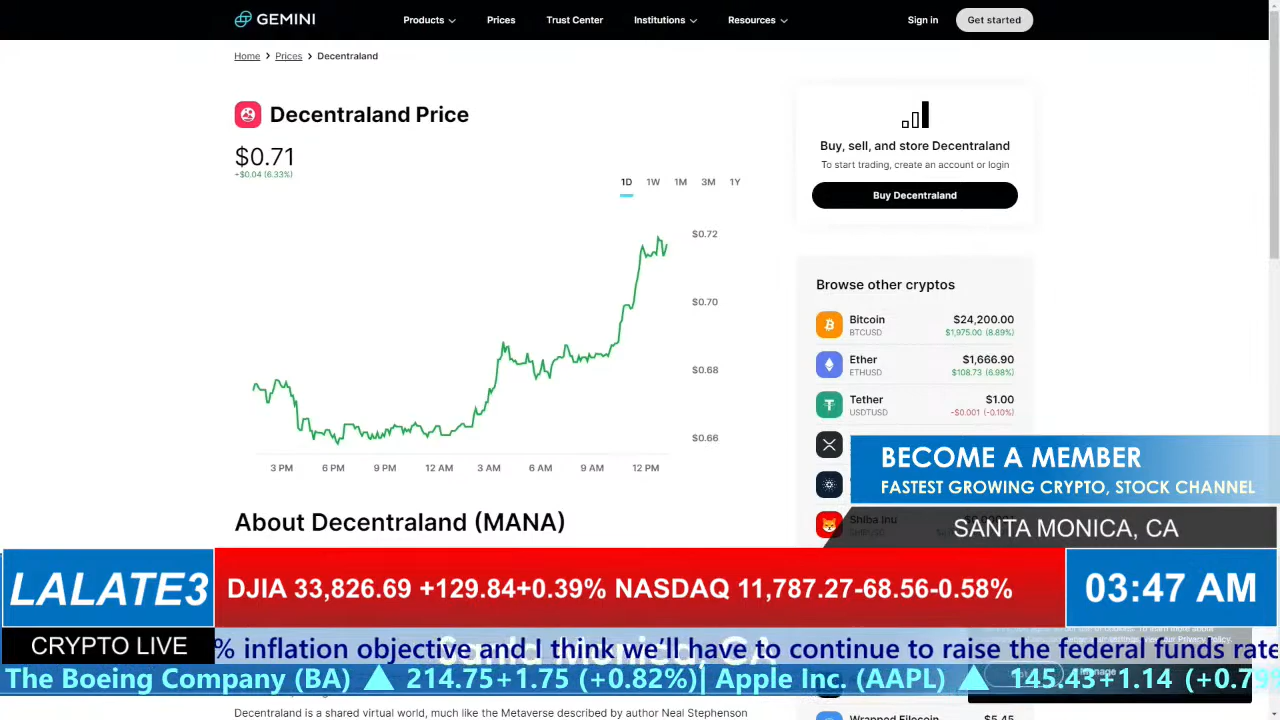 GEMINI
Products Prices Trust Center Institutions Resources Sign in Get started
Home > Prices > Decentraland
Decentraland Price
$0.71
+$0.04 (6.33%)
1D 1W 1M 3M 1Y
$0.72
$0.70
$0.68
$0.66
3 PM 6 PM 9 PM 12 AM 3 AM 6 AM 9 AM 12 PM
About Decentraland (MANA)
Buy, sell, and store Decentraland
To start trading, create an account or login
Buy Decentraland
Browse other cryptos
Bitcoin $24,200.00
BTCUSD $1,975.00 (8.89%)
Ether $1,666.90
ETHUSD $108.73 (6.98%)
Tether $1.00
USDTUSD -$0.001 (-0.10%)
Shiba Inu
BECOME A MEMBER
FASTEST GROWING CRYPTO, STOCK CHANNEL
SANTA MONICA, CA
LALATE3
DJIA 33,826.69 +129.84+0.39% NASDAQ 11,787.27-68.56-0.58%
03:47 AM
CRYPTO LIVE
% inflation objective and I think we'll have to continue to raise the federal funds rate
Santa Monica, CA
Privacy Policy.
Manage
The Boeing Company (BA) ▲ 214.75+1.75 (+0.82%)| Apple Inc. (AAPL) ▲ 145.45+1.14 (+0.79%
Decentraland is a shared virtual world, much like the Metaverse described by author Neal Stephenson
Wrapped Filecoin $5.45